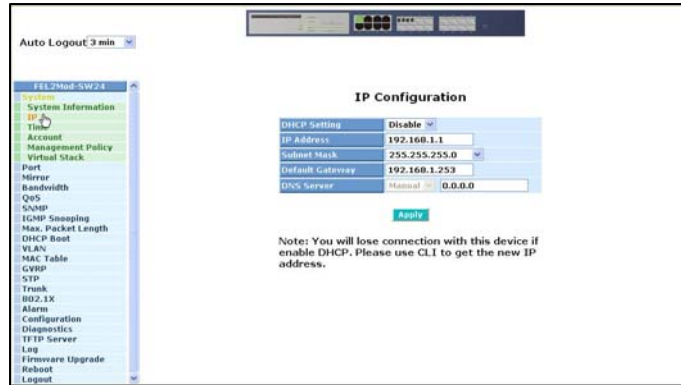 Auto Logout 3 min
FEL2Mod-SW24
System
System Information
IP
Time
Account
Management Policy
Virtual Stack
Port
Mirror
Bandwidth
QoS
SNMP
IGMP Snooping
Max. Packet Length
DHCP Boot
VLAN
MAC Table
GVRP
STP
Trunk
802.1X
Alarm
Configuration
Diagnostics
TFTP Server
Log
Firmware Upgrade
Reboot
Logout
IP Configuration
DHCP Setting Disable
IP Address 192.168.1.1
Subnet Mask 255.255.255.0
Default Gateway 192.168.1.253
DNS Server Manual 0.0.0.0
Apply
Note: You will lose connection with this device if
enable DHCP. Please use CLI to get the new IP
address.